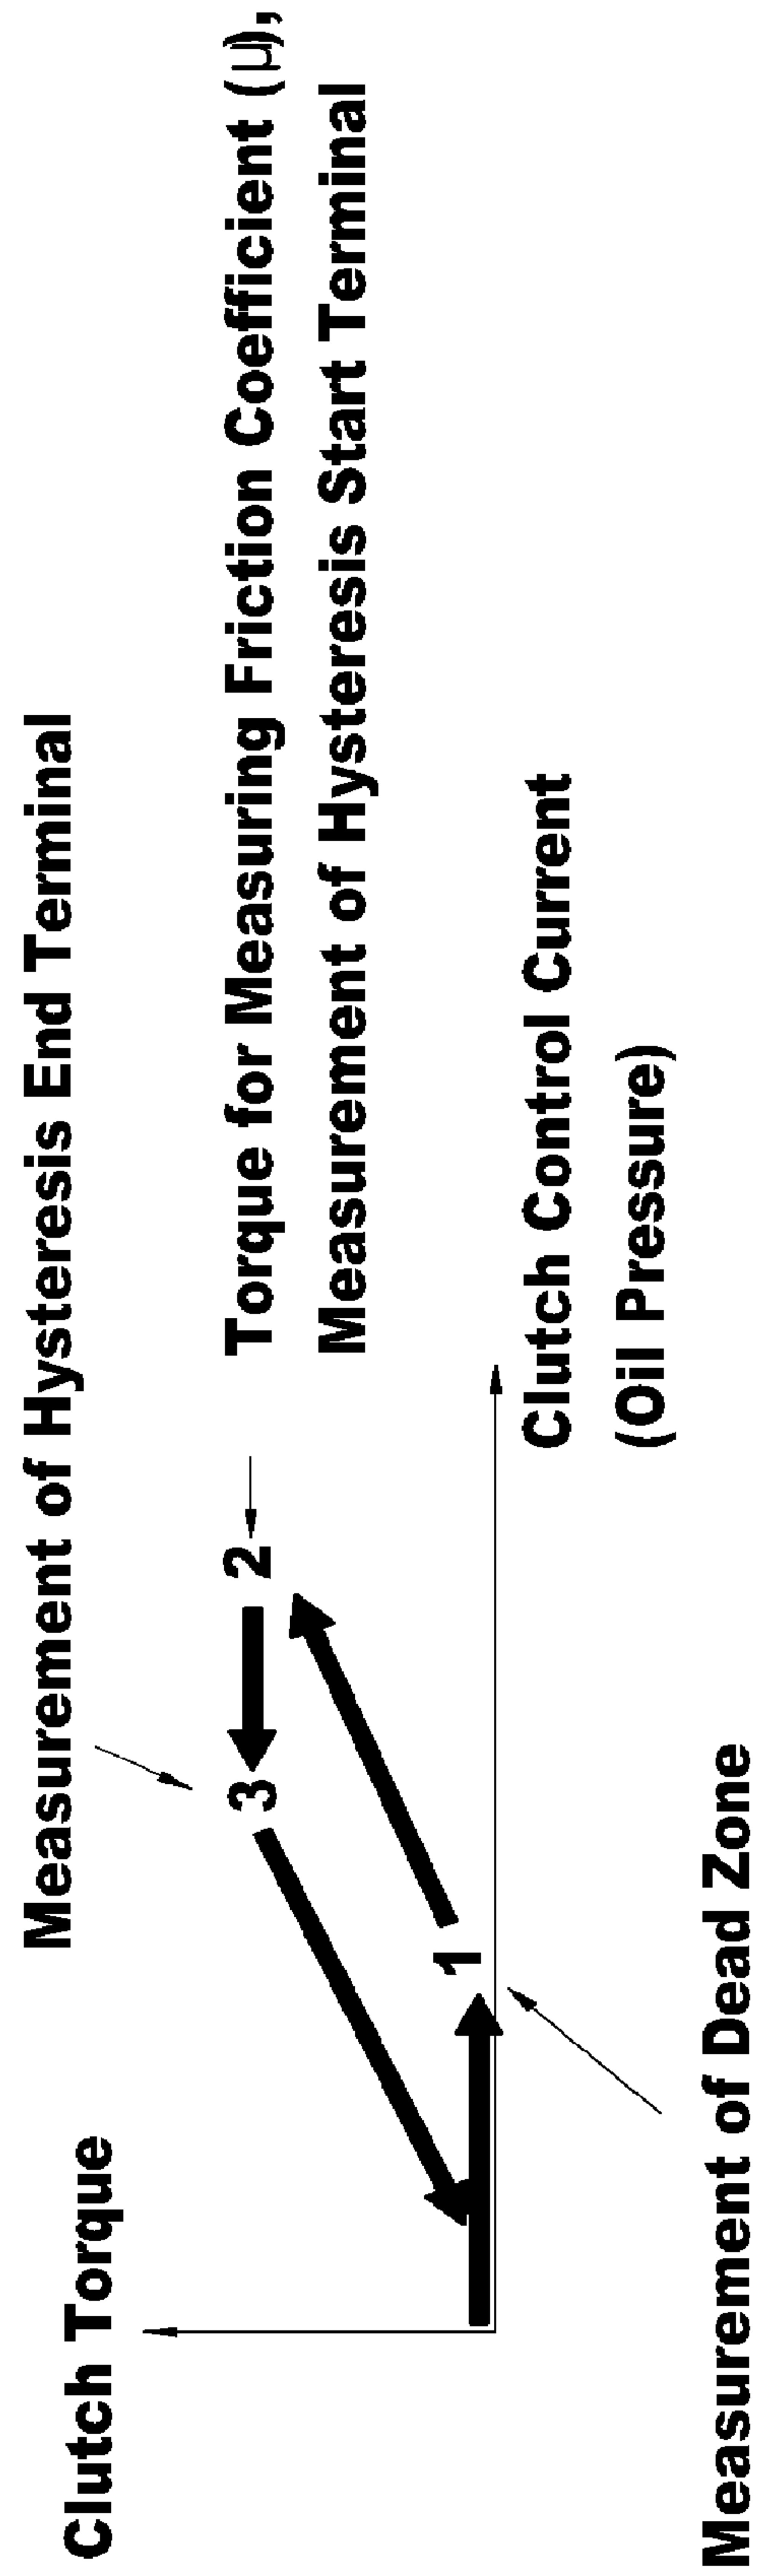 Measurement of Hysteresis End Terminal
Clutch Torque
3
2
Torque for Measuring Friction Coefficient (μ),
Measurement of Hysteresis Start Terminal
1
Clutch Control Current
(Oil Pressure)
Measurement of Dead Zone